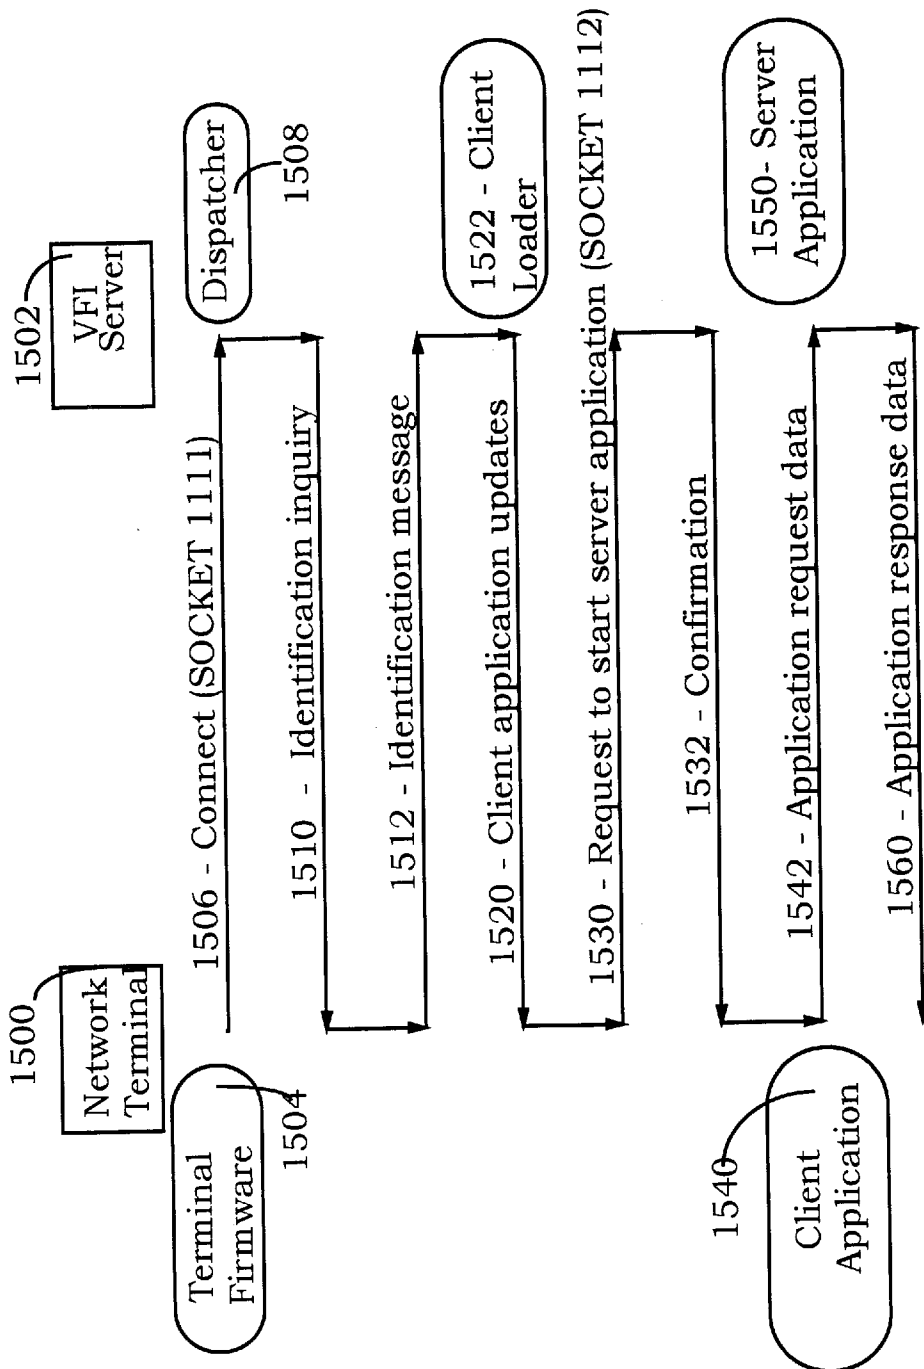 1500
Network
Terminal
1502
VFI
Server
Terminal
Firmware
1504
1506 - Connect (SOCKET 1111)
Dispatcher
1508
1510 - Identification inquiry
1512 - Identification message
1520 - Client application updates
1522 - Client
Loader
1530 - Request to start server application (SOCKET 1112)
1532 - Confirmation
1540
Client
Application
1542 - Application request data
1550- Server
Application
1560 - Application response data